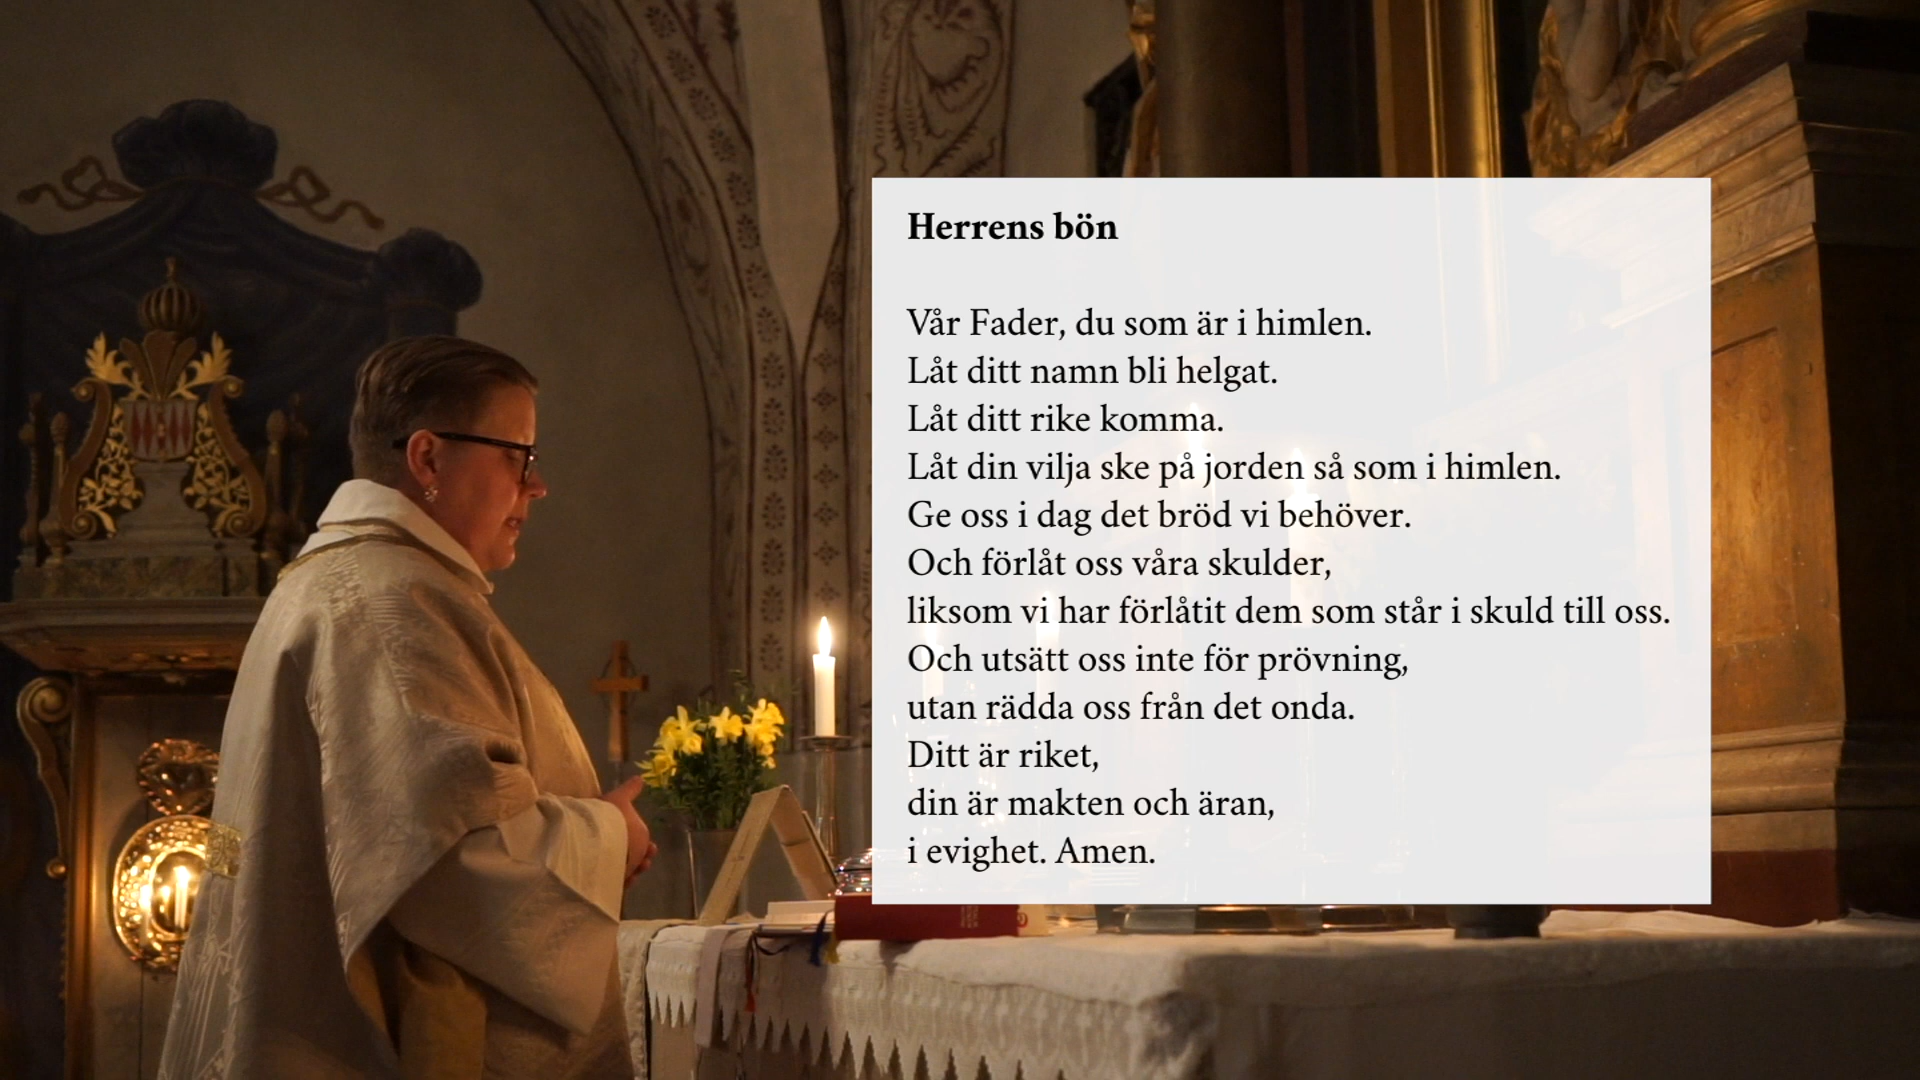 Herrens bön
Vår Fader, du som är i himlen.
Låt ditt namn bli helgat.
Låt ditt rike komma.
Låt din vilja ske på jorden så som i himlen.
Ge oss i dag det bröd vi behöver.
Och förlåt oss våra skulder,
liksom vi har förlåtit dem som står i skuld till oss.
Och utsätt oss inte för prövning,
utan rädda oss från det onda.
Ditt är riket,
din är makten och äran,
i evighet. Amen.